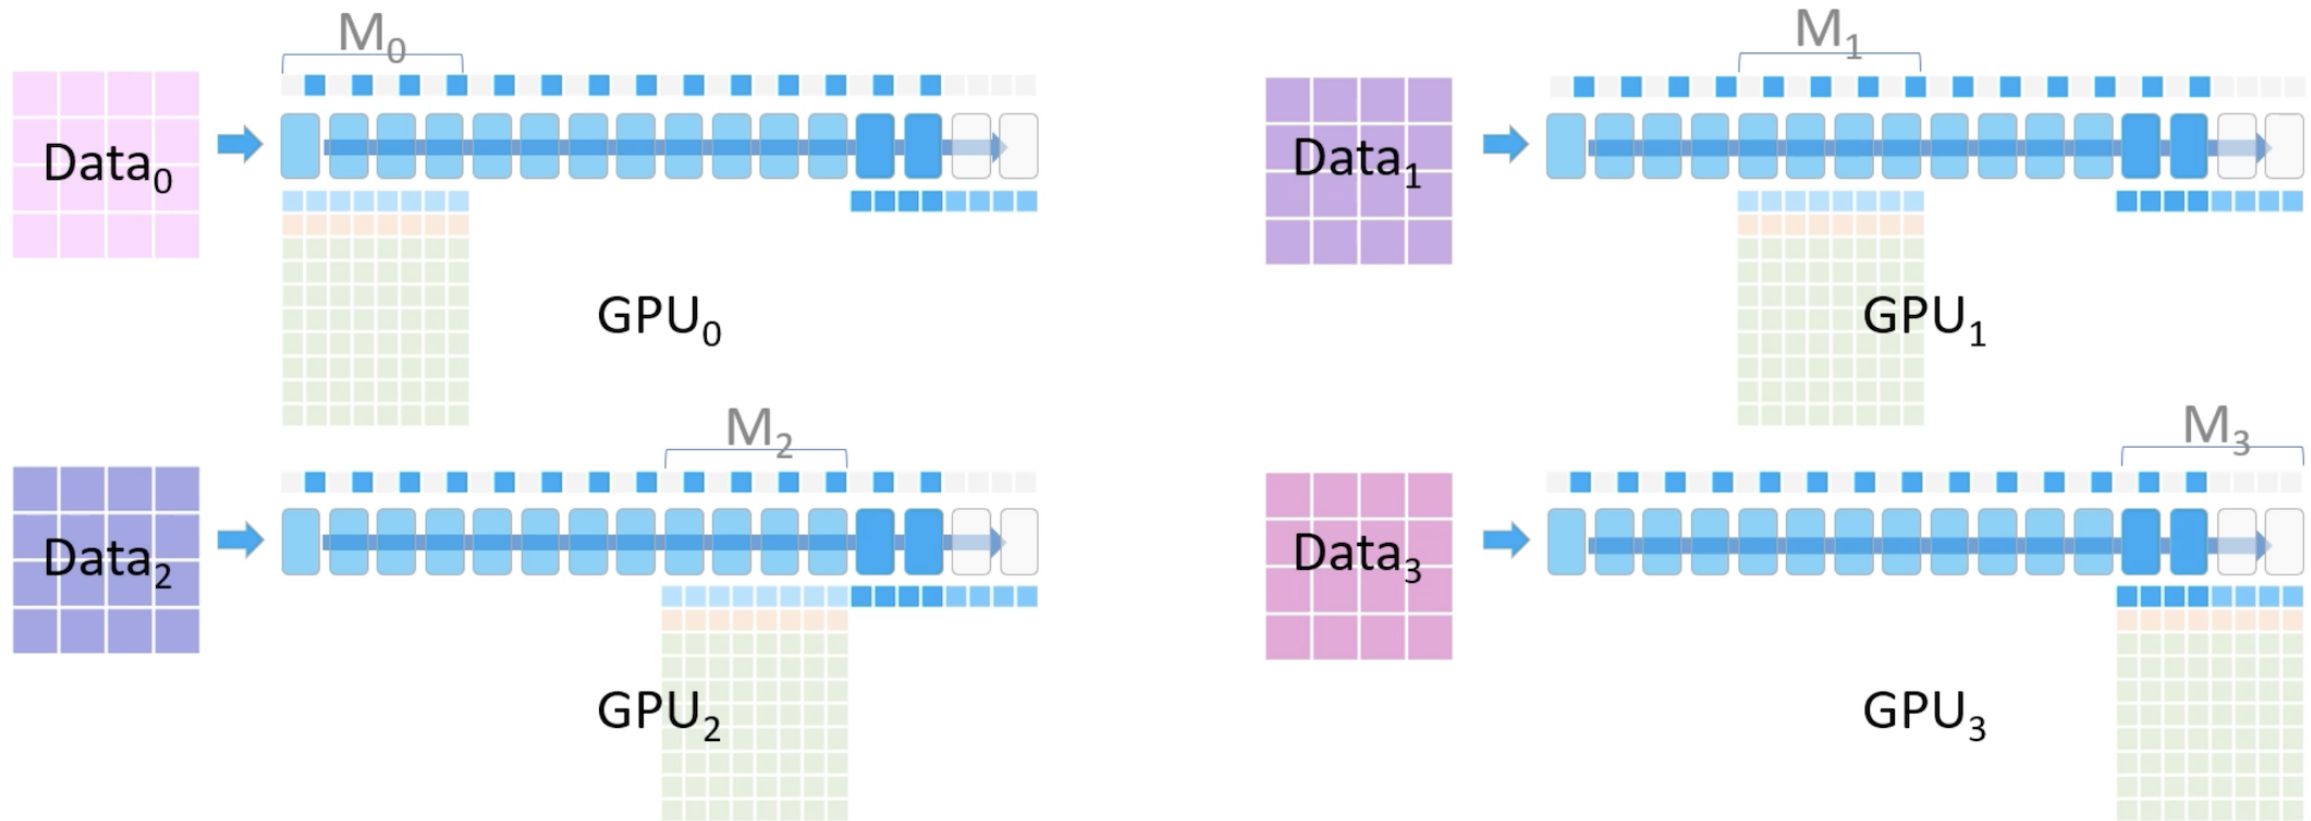 M₀
M₁
Data₀
Data₁
GPU₀
GPU₁
M₂
M₃
Data₂
Data₃
GPU₂
GPU₃